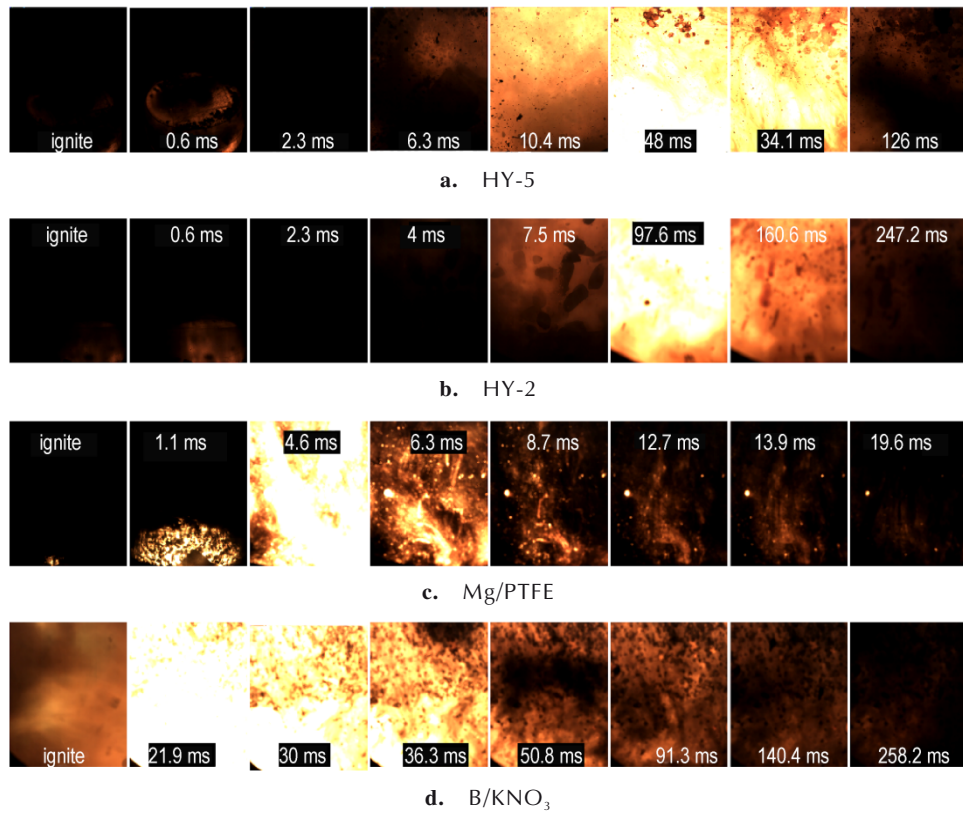 ignite 0.6 ms 2.3 ms 6.3 ms 10.4 ms 48 ms 34.1 ms 126 ms
a. HY-5
ignite 0.6 ms 2.3 ms 4 ms 7.5 ms 97.6 ms 160.6 ms 247.2 ms
b. HY-2
ignite 1.1 ms 4.6 ms 6.3 ms 8.7 ms 12.7 ms 13.9 ms 19.6 ms
c. Mg/PTFE
ignite 21.9 ms 30 ms 36.3 ms 50.8 ms 91.3 ms 140.4 ms 258.2 ms
d. B/KNO₃